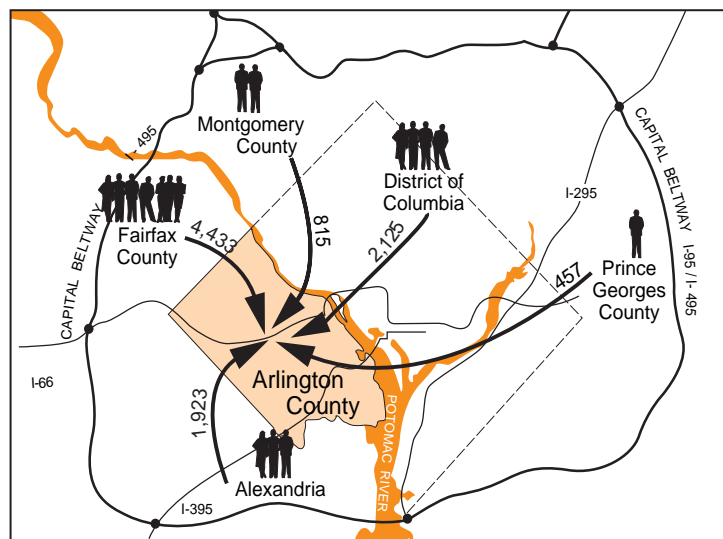 Montgomery
County
I- 495
District of
Columbia
CAPITAL BELTWAY
I-95 / I- 495
I-295
4,433
Fairfax
County
815
2,125
457
Prince
Georges
County
CAPITAL BELTWAY
I-66
Arlington
County
1,923
POTOMAC RIVER
Alexandria
I-395